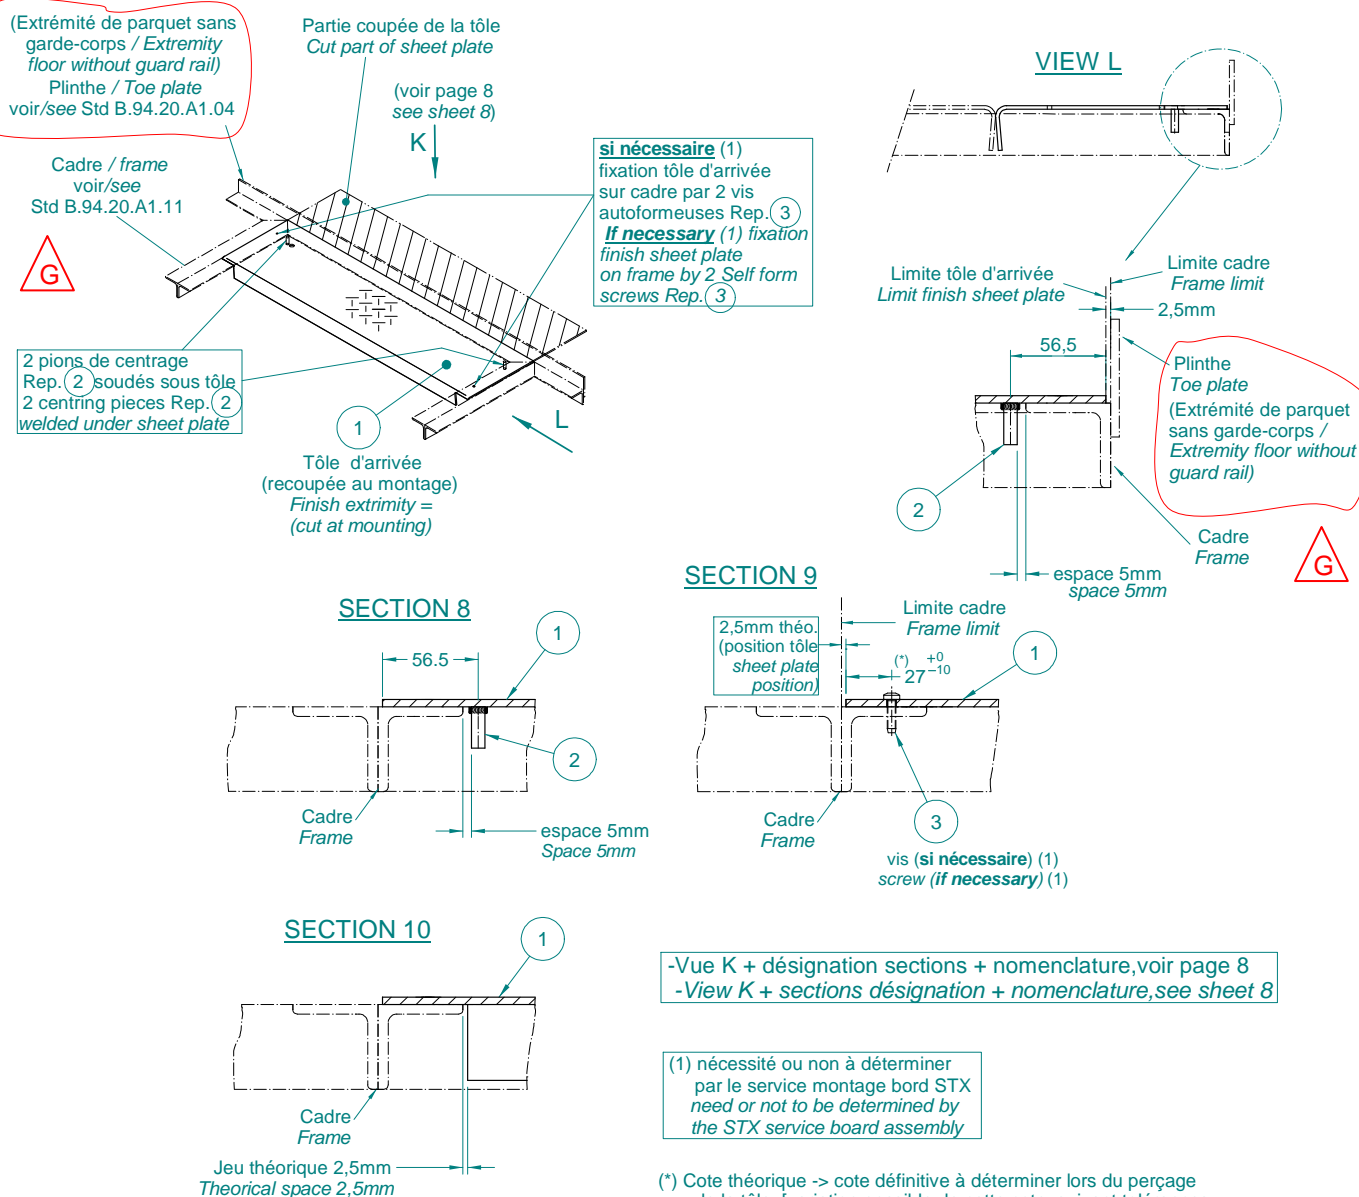 (Extrémité de parquet sans
garde-corps / Extremity
floor without guard rail)
Plinthe / Toe plate
voir/see Std B.94.20.A1.04
Partie coupée de la tôle
Cut part of sheet plate
(voir page 8
see sheet 8)
K
Cadre / frame
voir/see
Std B.94.20.A1.11
G
si nécessaire (1)
fixation tôle d'arrivée
sur cadre par 2 vis
autoformeuses Rep. 3
If necessary (1) fixation
finish sheet plate
on frame by 2 Self form
screws Rep. 3
2 pions de centrage
Rep. 2 soudés sous tôle
2 centring pieces Rep. 2
welded under sheet plate
1
L
Tôle d'arrivée
(recoupée au montage)
Finish extrimity =
(cut at mounting)
VIEW L
Limite tôle d'arrivée
Limit finish sheet plate
Limite cadre
Frame limit
2,5mm
56,5
Plinthe
Toe plate
(Extrémité de parquet
sans garde-corps /
Extremity floor without
guard rail)
2
Cadre
Frame
G
espace 5mm
space 5mm
SECTION 8
56.5
1
2
Cadre
Frame
espace 5mm
Space 5mm
SECTION 9
2,5mm théo.
(position tôle
sheet plate
position)
Limite cadre
Frame limit
(*) 27 +0
-10
1
Cadre
Frame
3
vis (si nécessaire) (1)
screw (if necessary) (1)
SECTION 10
1
Cadre
Frame
Jeu théorique 2,5mm
Theorical space 2,5mm
-Vue K + désignation sections + nomenclature,voir page 8
-View K + sections désignation + nomenclature,see sheet 8
(1) nécessité ou non à déterminer
par le service montage bord STX
need or not to be determined by
the STX service board assembly
(*) Cote théorique -> cote définitive à déterminer lors du perçage